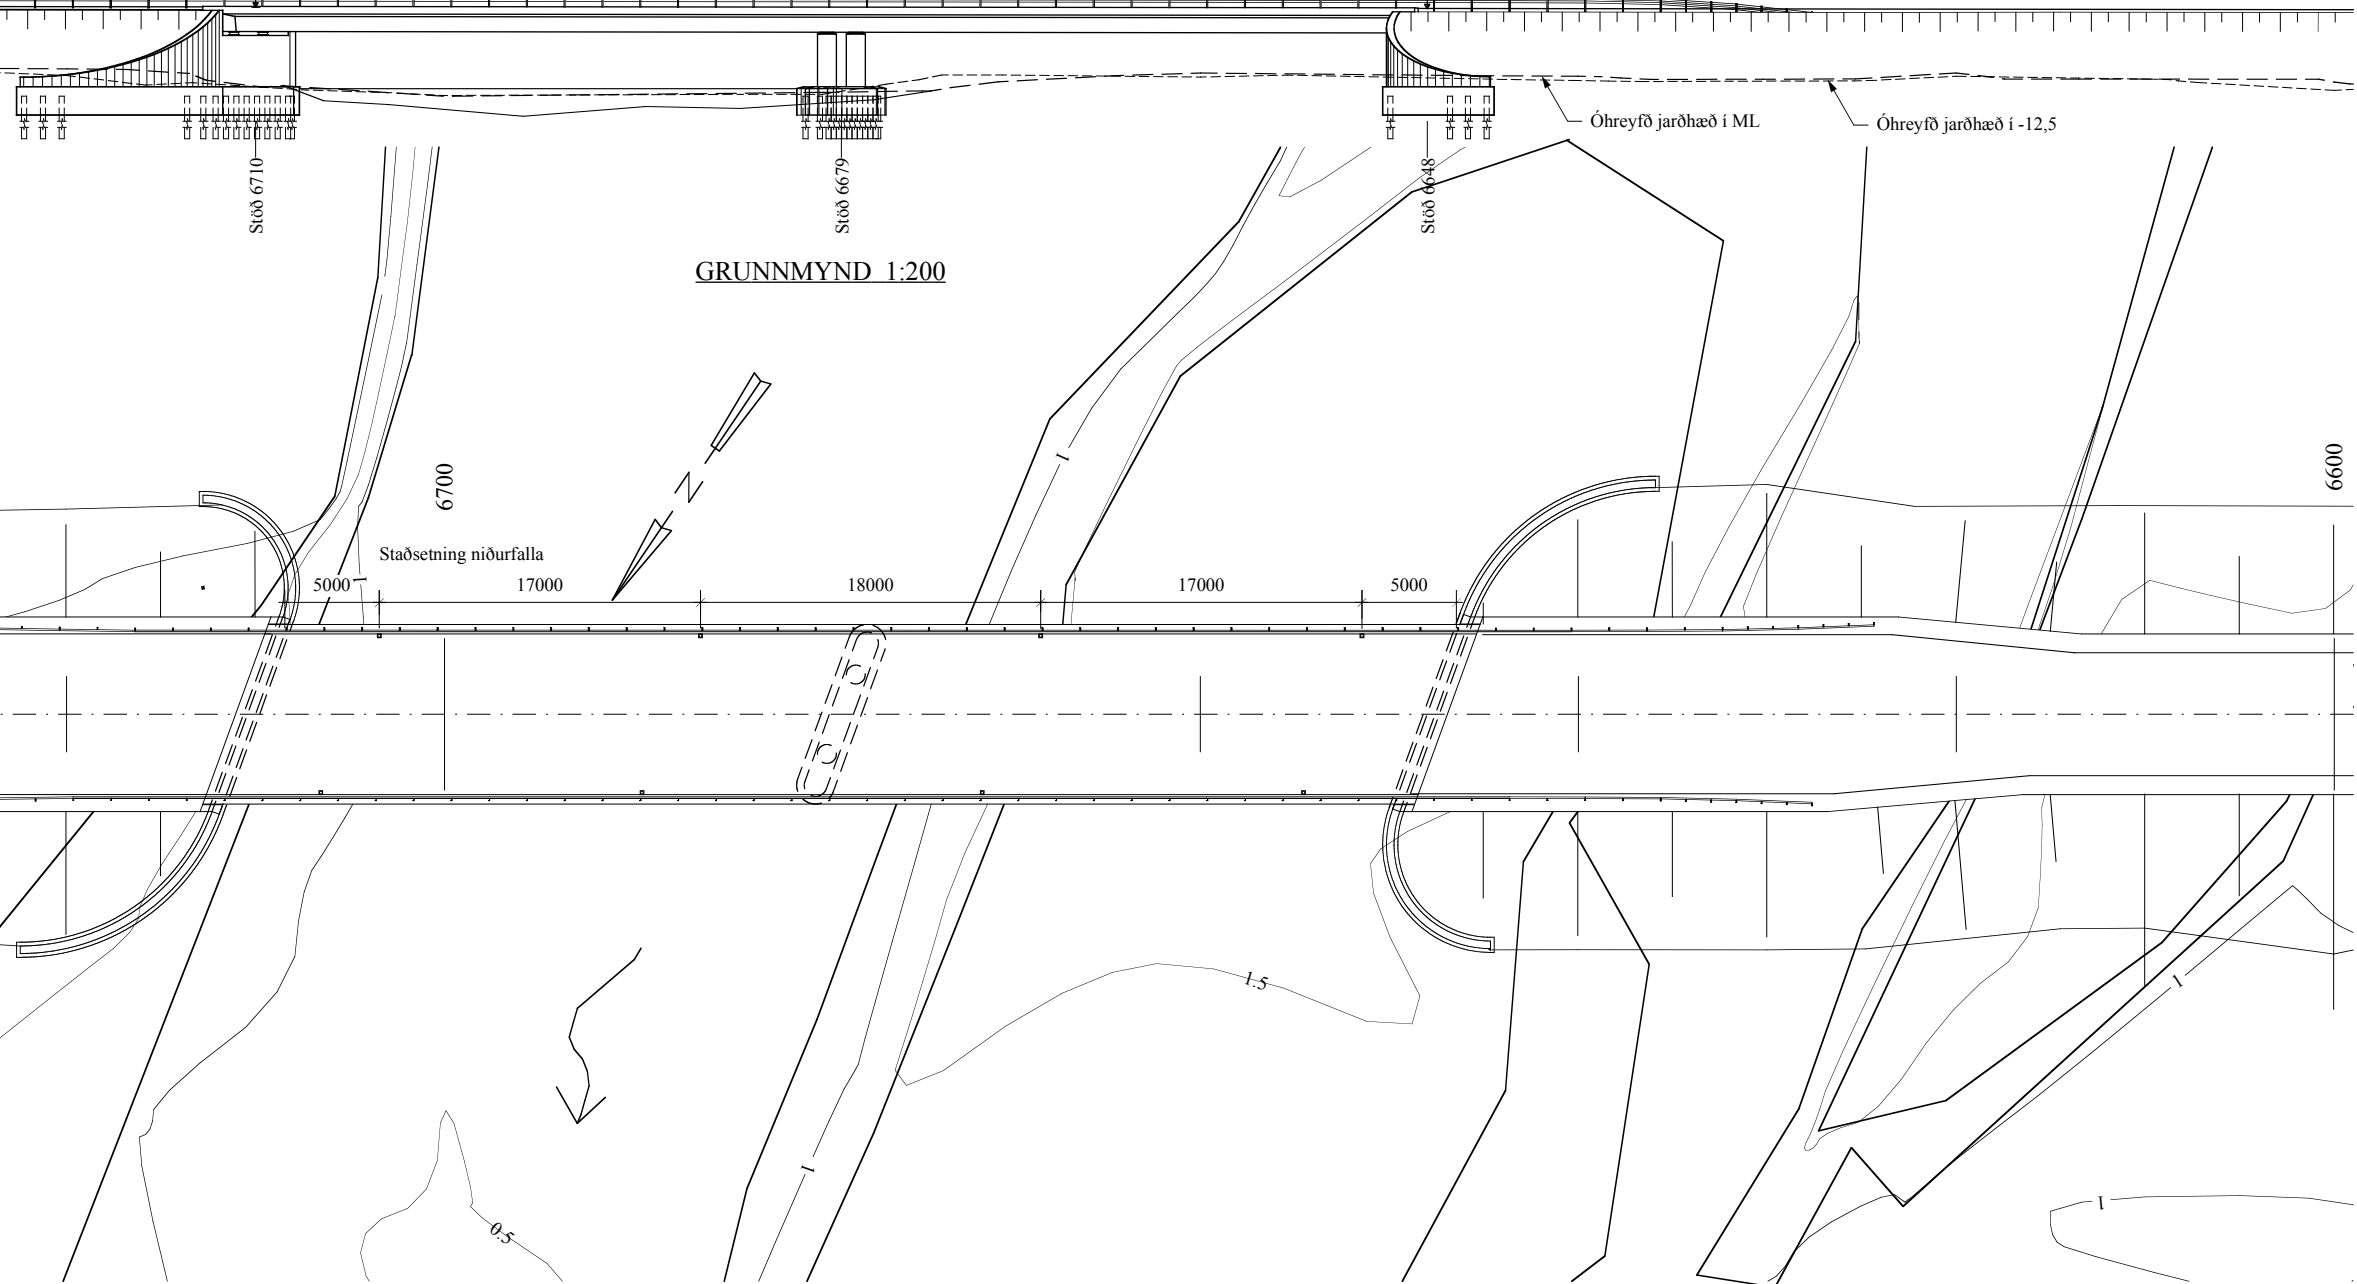 Óhreyfð jarðhæð í ML
Óhreyfð jarðhæð í -12,5
Stöð 6710
Stöð 6679
Stöð 6648
GRUNNMYND 1:200
N
1
6700
6600
Staðsetning niðurfalla
5000
1
17000
18000
17000
5000
1.5
1
1
0.5
1